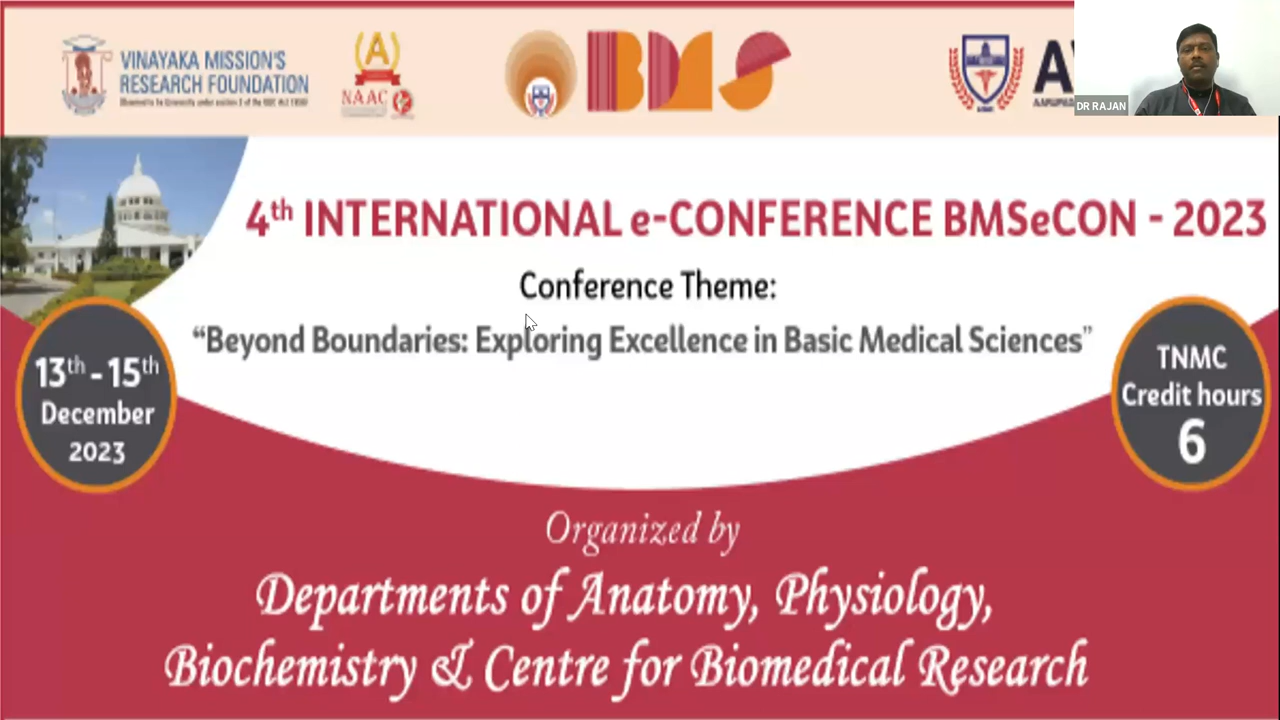 VINAYAKA MISSION'S
RESEARCH FOUNDATION
NAAC
BMS
DR RAJAN
4th INTERNATIONAL e-CONFERENCE BMSeCON - 2023
Conference Theme:
“Beyond Boundaries: Exploring Excellence in Basic Medical Sciences”
13th - 15th
December
2023
TNMC
Credit hours
6
Organized by
Departments of Anatomy, Physiology,
Biochemistry & Centre for Biomedical Research